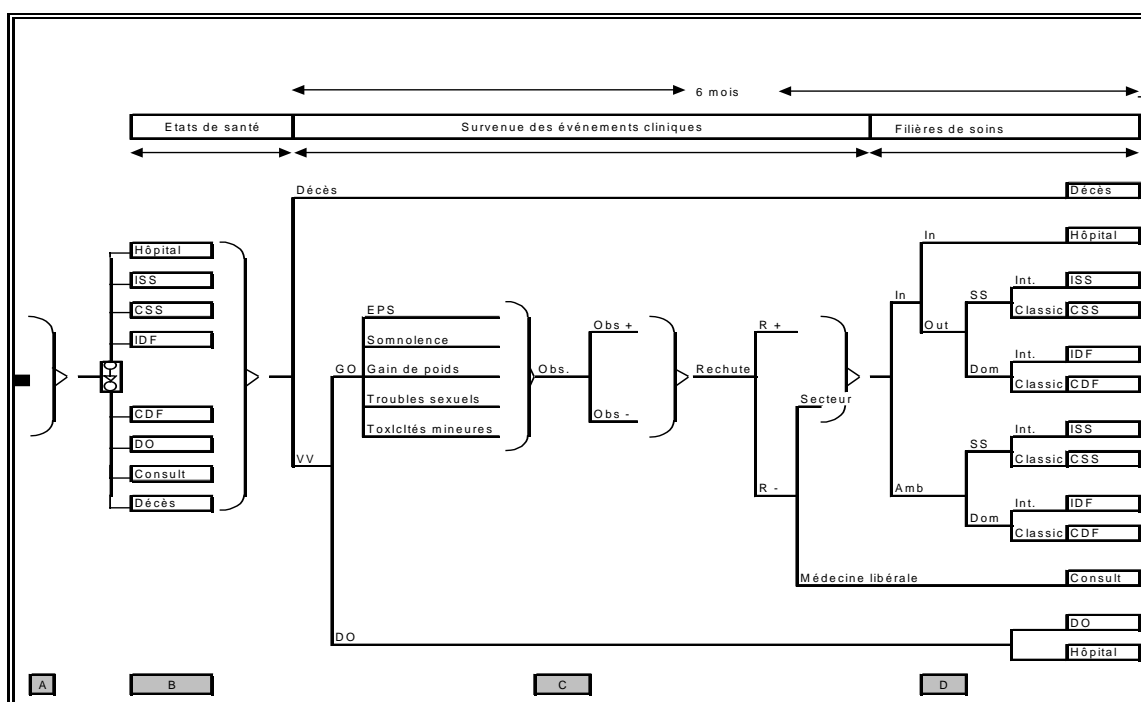 6 mois
Etats de santé
Survenue des événements cliniques
Filières de soins
Hôpital
ISS
CSS
IDF
CDF
DO
Consult
Décès
Décès
VV
GO
DO
EPS
Somnolence
Gain de poids
Troubles sexuels
ToxIcItés mineures
Obs.
Obs +
Obs -
Rechute
R +
R -
Secteur
Médecine libérale
In
Amb
In
Out
SS
Dom
SS
Dom
Int.
Classic
Int.
Classic
Int.
Classic
Int.
Classic
Décès
Hôpital
ISS
CSS
IDF
CDF
ISS
CSS
IDF
CDF
Consult
DO
Hôpital
A
B
C
D